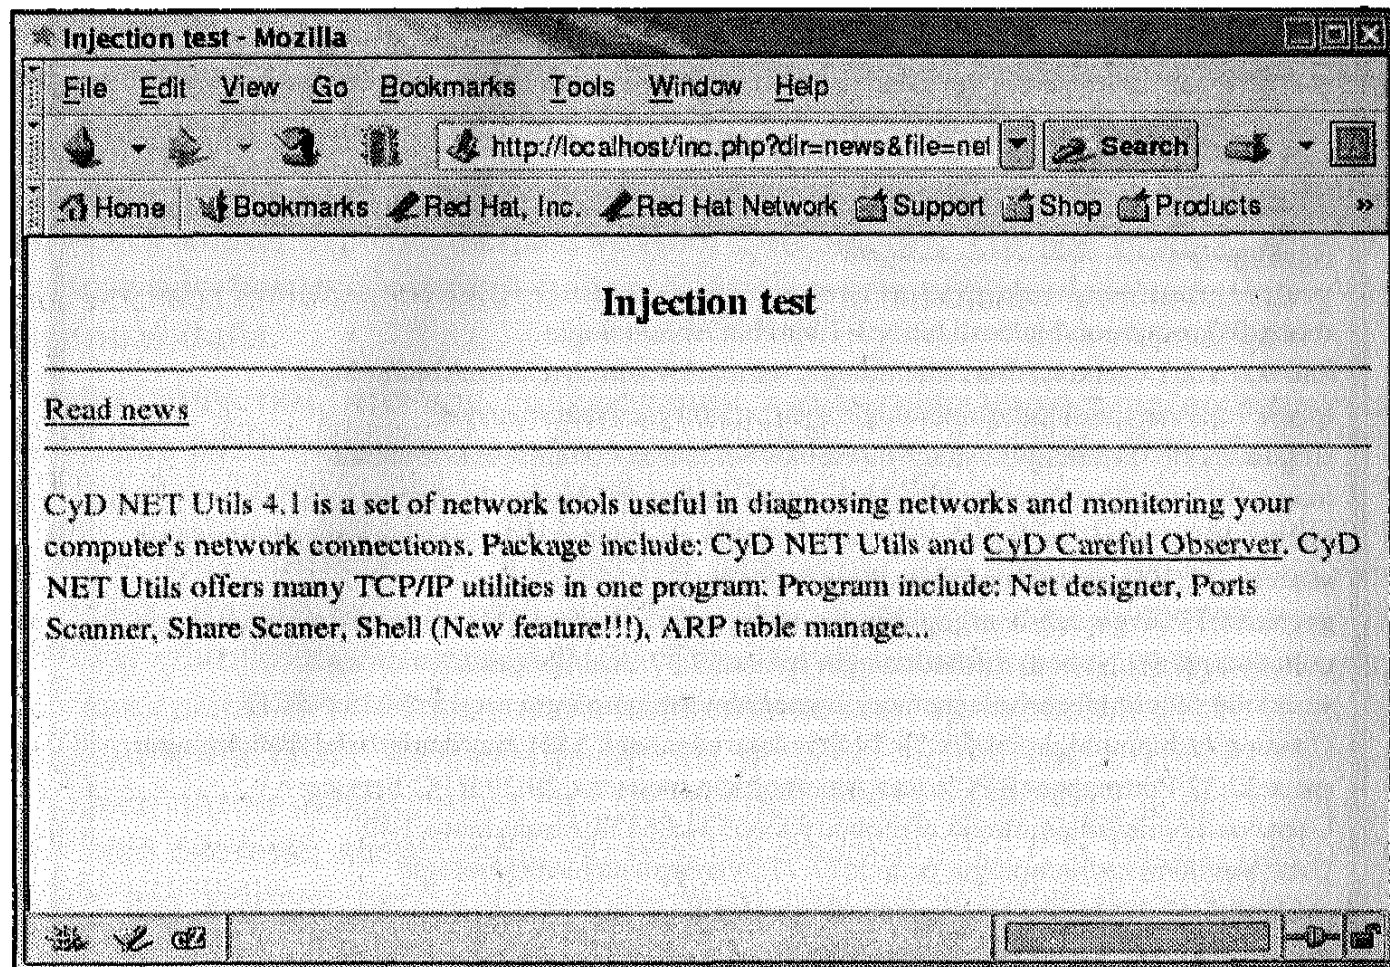 Injection test - Mozilla
File Edit View Go Bookmarks Tools Window Help
http://localhost/inc.php?dir=news&file=net Search
Home Bookmarks Red Hat, Inc. Red Hat Network Support Shop Products »
Injection test
Read news
CyD NET Utils 4.1 is a set of network tools useful in diagnosing networks and monitoring your
computer's network connections. Package include: CyD NET Utils and CyD Careful Observer. CyD
NET Utils offers many TCP/IP utilities in one program: Program include: Net designer, Ports
Scanner, Share Scaner, Shell (New feature!!!), ARP table manage...